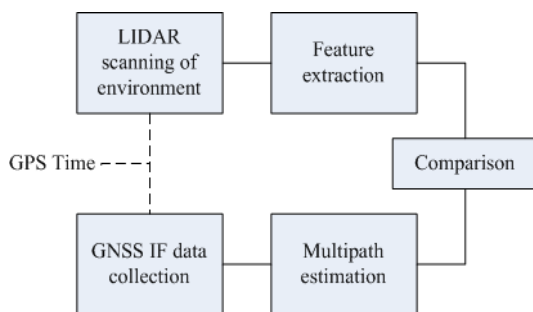 LIDAR
scanning of
environment
Feature
extraction
GPS Time
Comparison
GNSS IF data
collection
Multipath
estimation